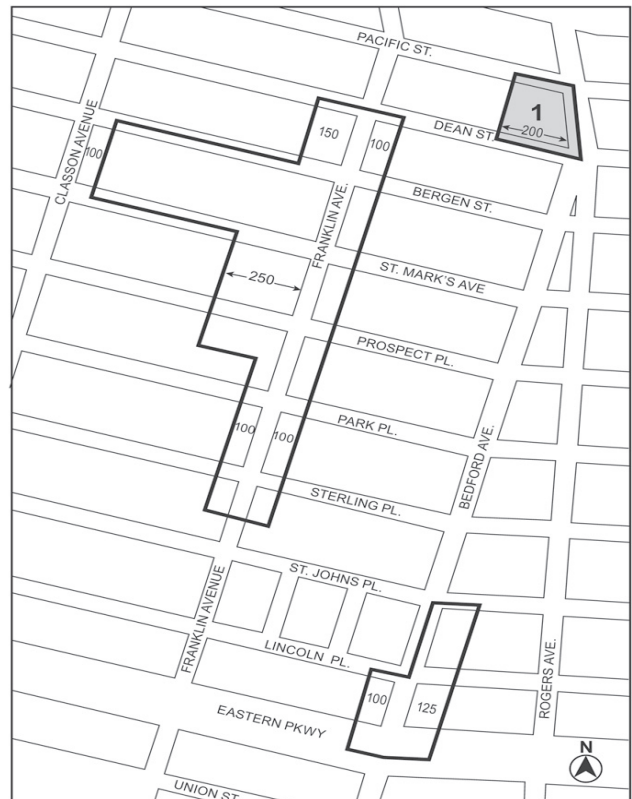 PACIFIC ST.
1
200
DEAN ST.
150
100
CLASSON AVENUE
100
FRANKLIN AVE.
BERGEN ST.
250
ST. MARK'S AVE
PROSPECT PL.
PARK PL.
100
100
BEDFORD AVE.
STERLING PL.
ST. JOHNS PL.
FRANKLIN AVENUE
LINCOLN PL.
ROGERS AVE.
100
125
EASTERN PKWY
N
UNION ST.